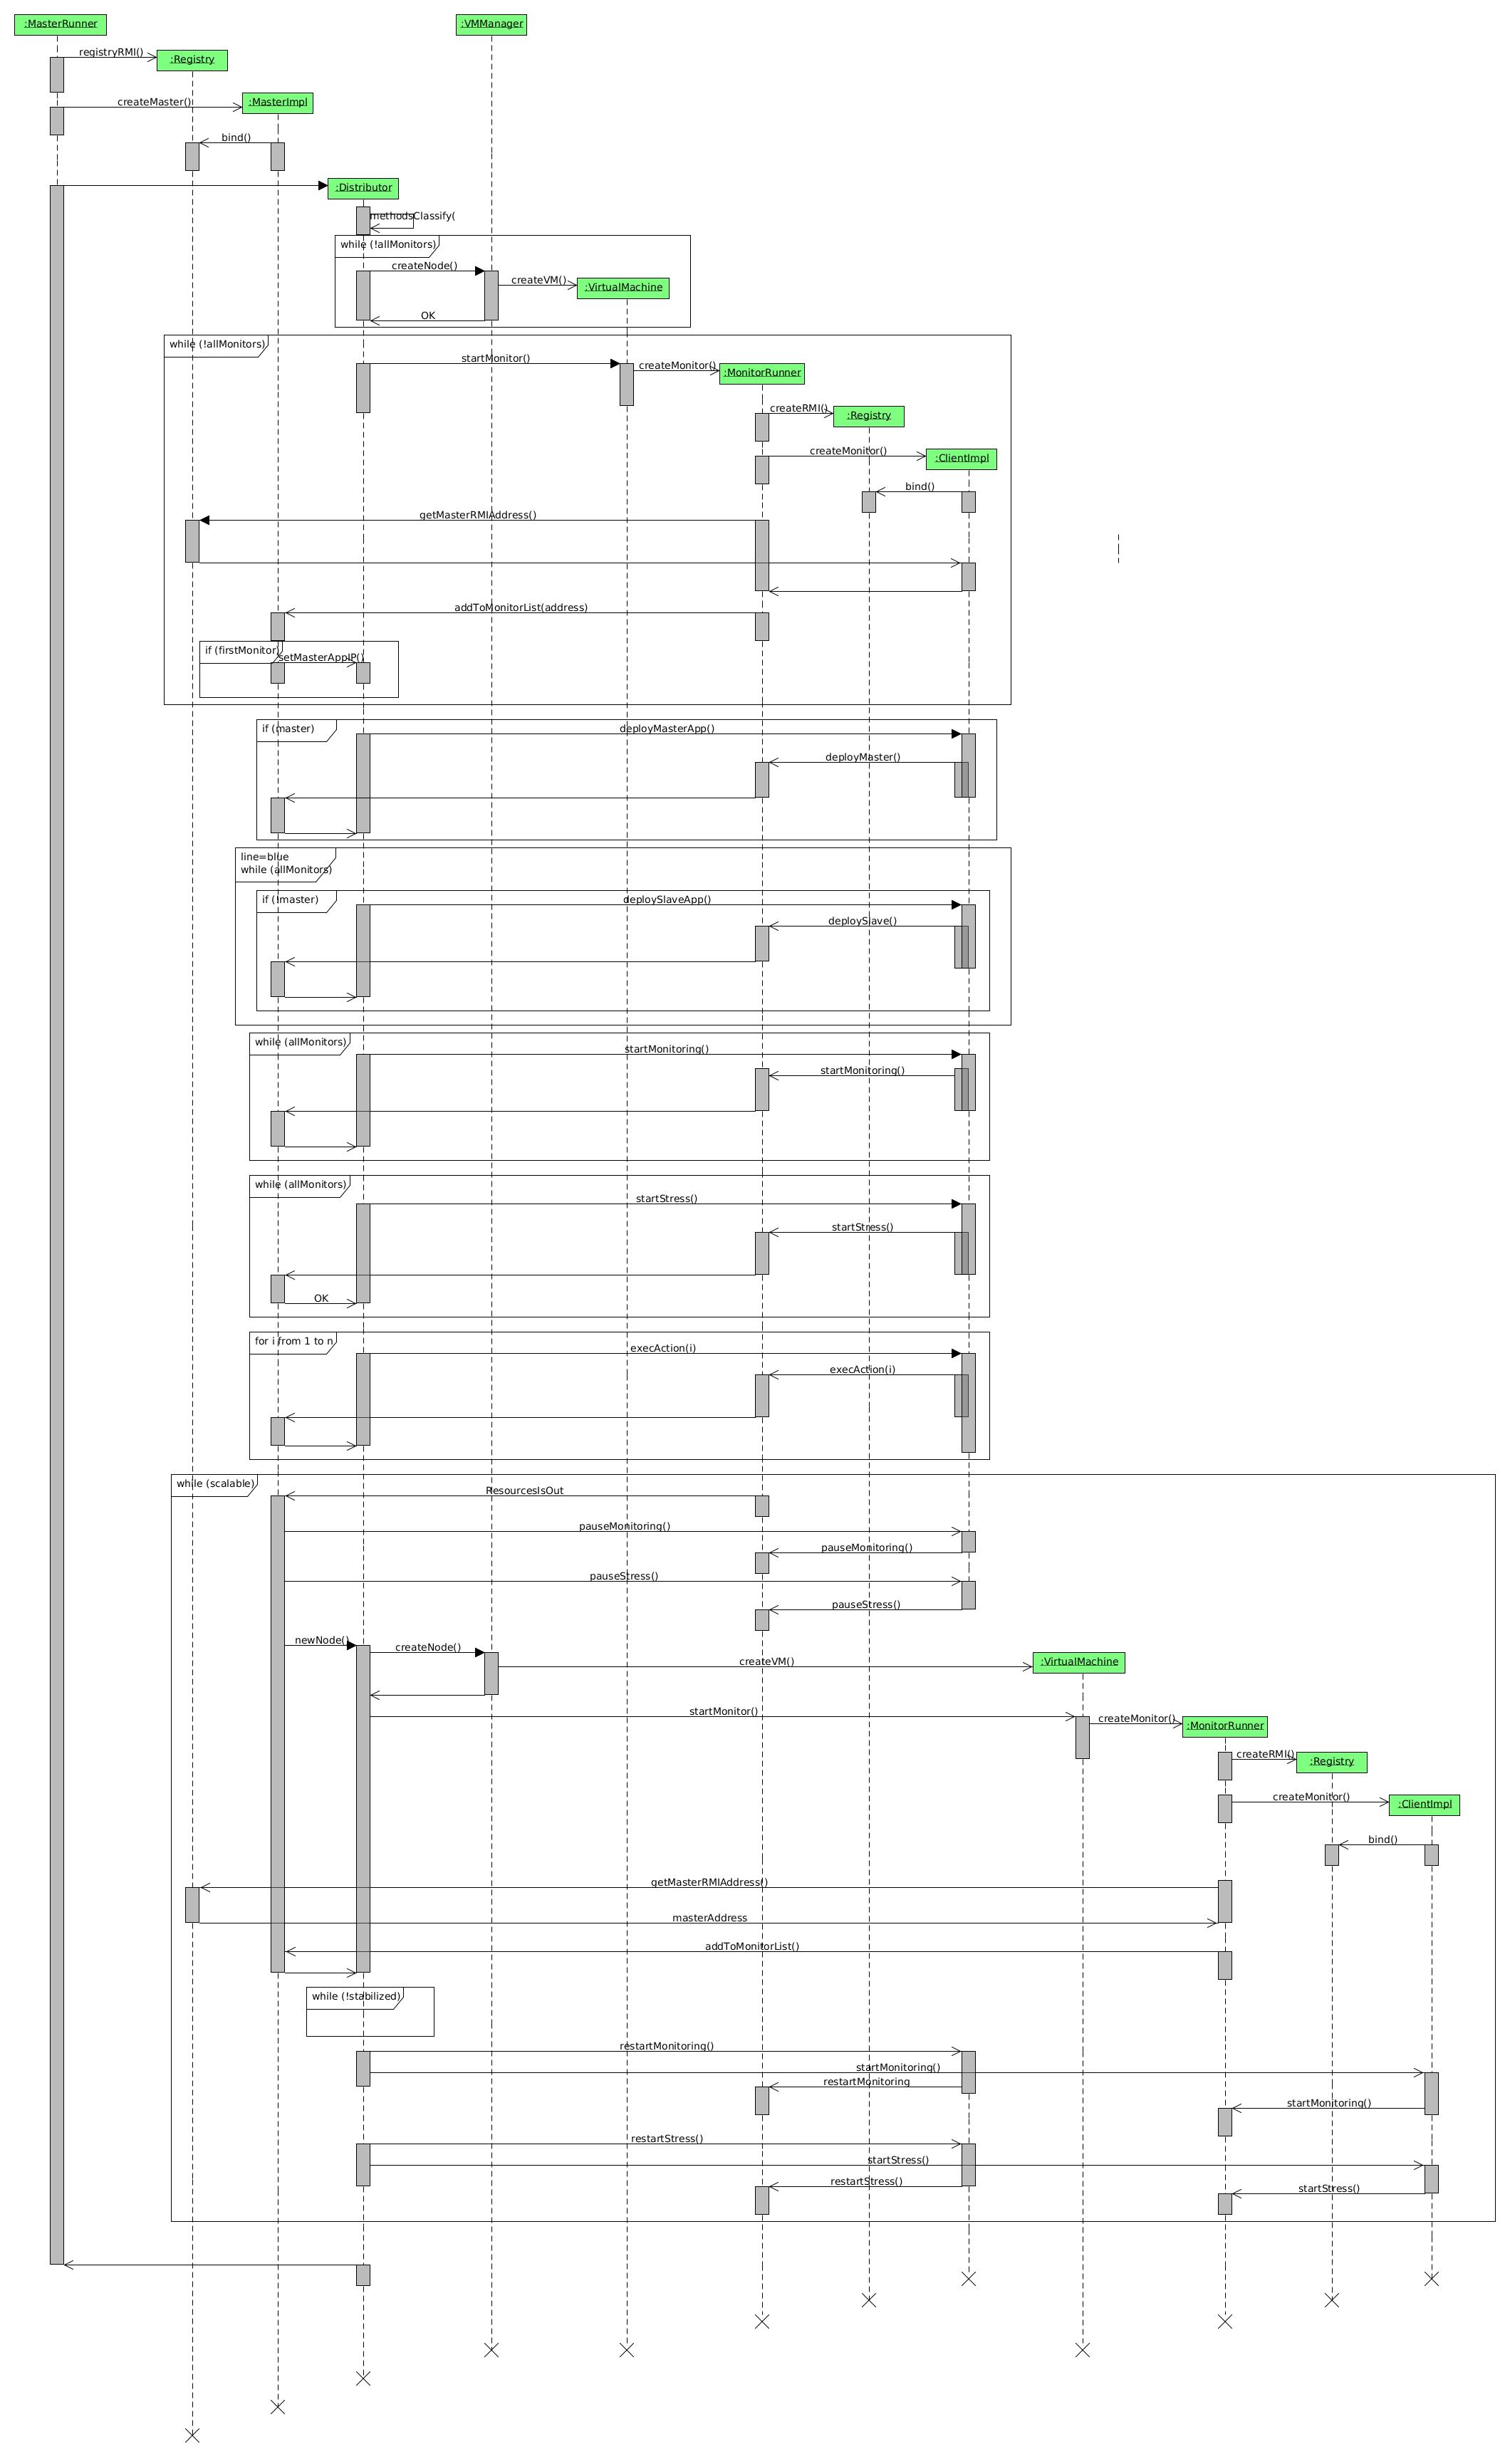 :MasterRunner
:VMManager
registryRMI()
:Registry
createMaster()
:MasterImpl
bind()
:Distributor
methodsClassify(
while (!allMonitors)
createNode()
createVM()
:VirtualMachine
OK
while (!allMonitors)
startMonitor()
createMonitor()
:MonitorRunner
createRMI()
:Registry
createMonitor()
:ClientImpl
bind()
getMasterRMIAddress()
addToMonitorList(address)
if (firstMonitor)
setMasterAppIP()
if (master)
deployMasterApp()
deployMaster()
line=blue
while (allMonitors)
if (!master)
deploySlaveApp()
deploySlave()
while (allMonitors)
startMonitoring()
startMonitoring()
while (allMonitors)
startStress()
startStress()
OK
for i from 1 to n
execAction(i)
execAction(i)
while (scalable)
ResourcesIsOut
pauseMonitoring()
pauseMonitoring()
pauseStress()
pauseStress()
newNode()
createNode()
createVM()
:VirtualMachine
startMonitor()
createMonitor()
:MonitorRunner
createRMI()
:Registry
createMonitor()
:ClientImpl
bind()
getMasterRMIAddress()
masterAddress
addToMonitorList()
while (!stabilized)
restartMonitoring()
startMonitoring()
restartMonitoring
startMonitoring()
restartStress()
startStress()
restartStress()
startStress()